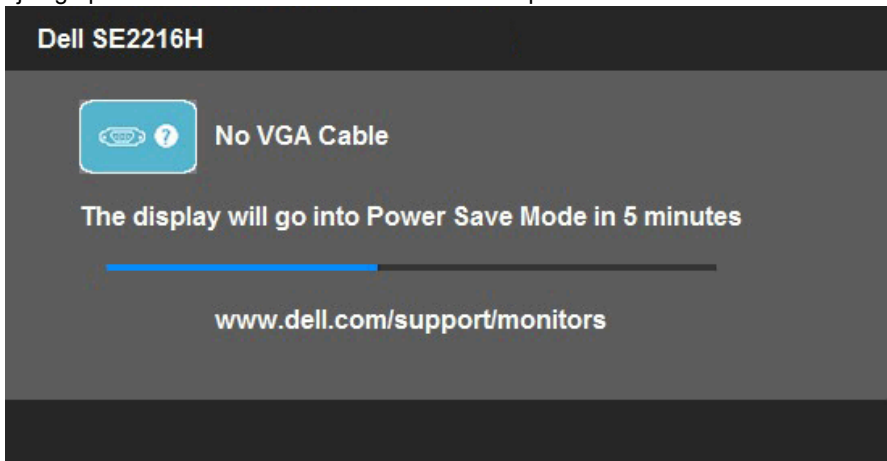 Dell SE2216H
?
No VGA Cable
The display will go into Power Save Mode in 5 minutes
www.dell.com/support/monitors